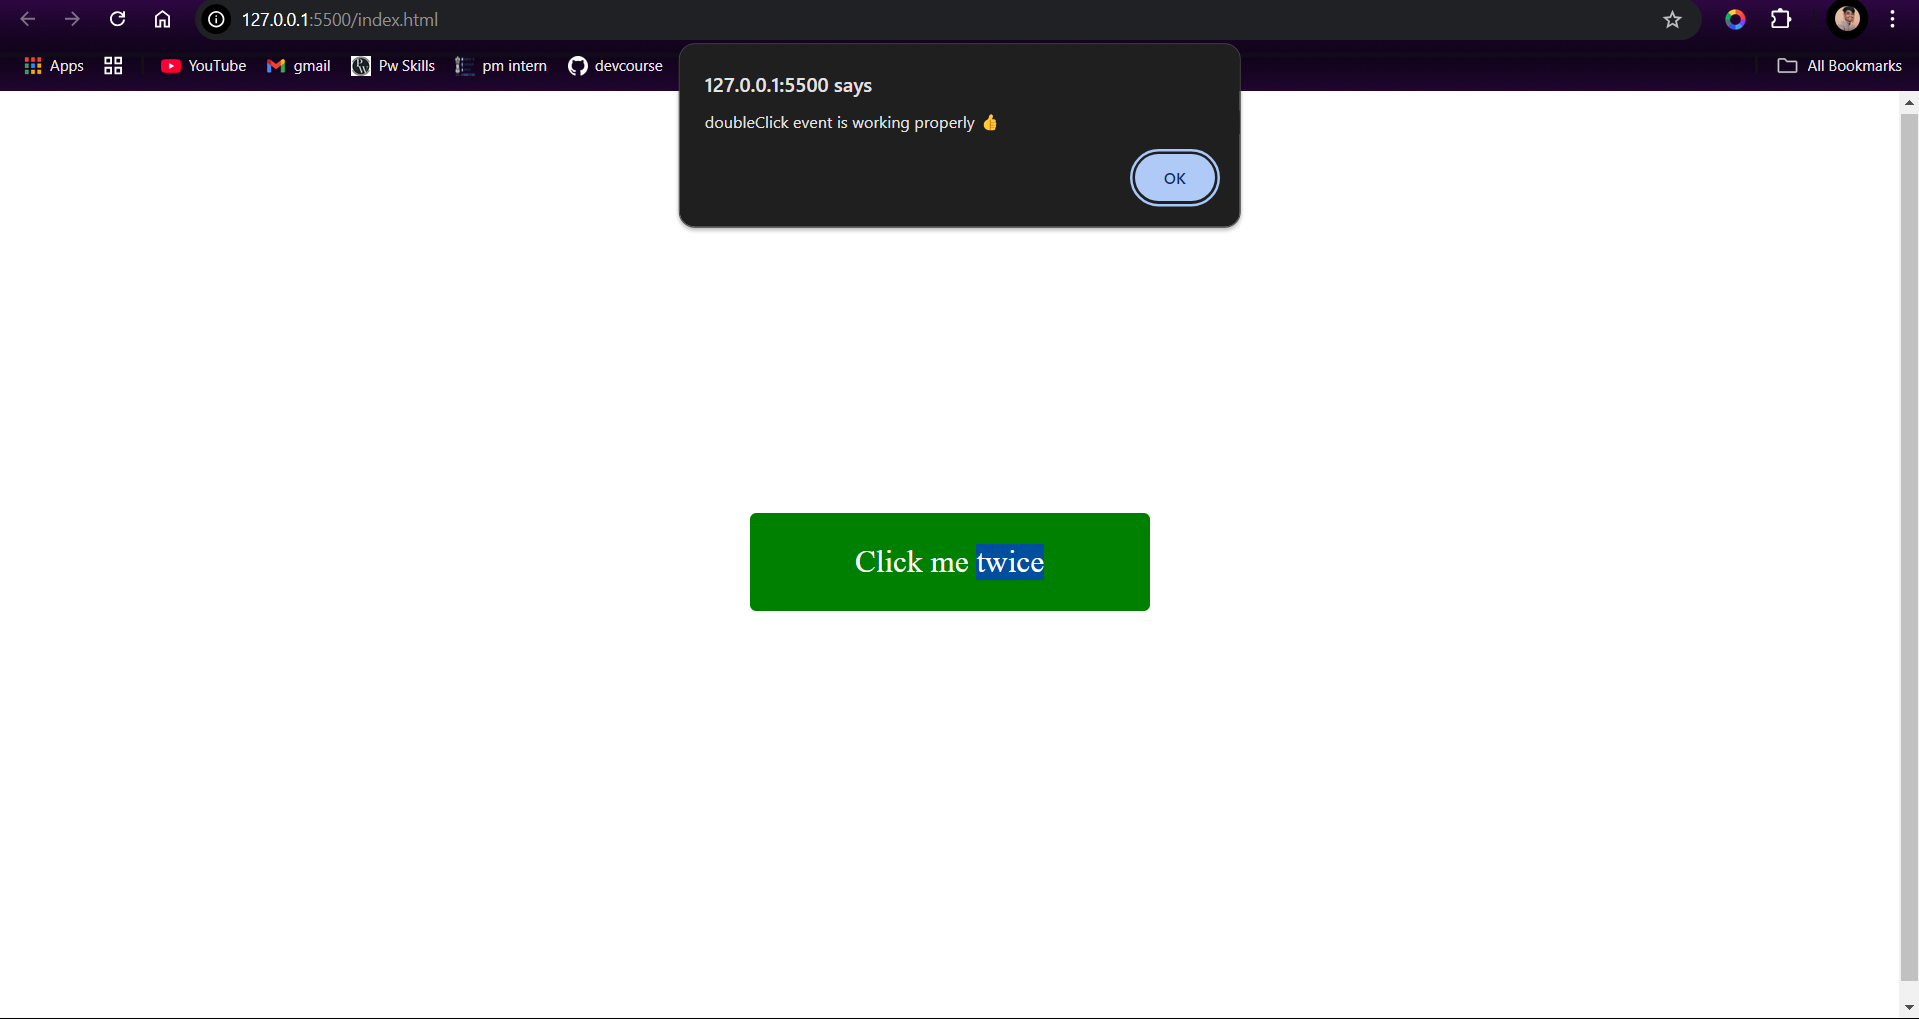 127.0.0.1:5500/index.html
Apps YouTube gmail Pw Skills pm intern devcourse All Bookmarks
127.0.0.1:5500 says
doubleClick event is working properly 👍
OK
Click me twice